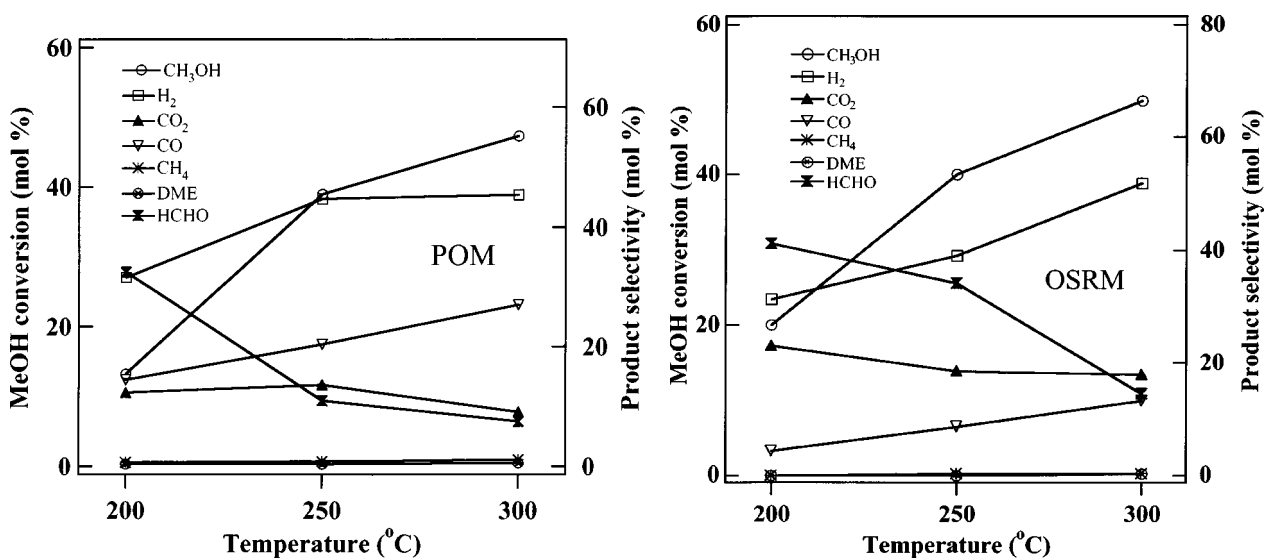 60
40
20
0
MeOH conversion (mol %)
CH₃OH
H₂
CO₂
CO
CH₄
DME
HCHO
POM
60
40
20
0
Product selectivity (mol %)
200
250
300
Temperature (°C)
60
40
20
0
MeOH conversion (mol %)
CH₃OH
H₂
CO₂
CO
CH₄
DME
HCHO
OSRM
80
60
40
20
0
Product selectivity (mol %)
200
250
300
Temperature (°C)